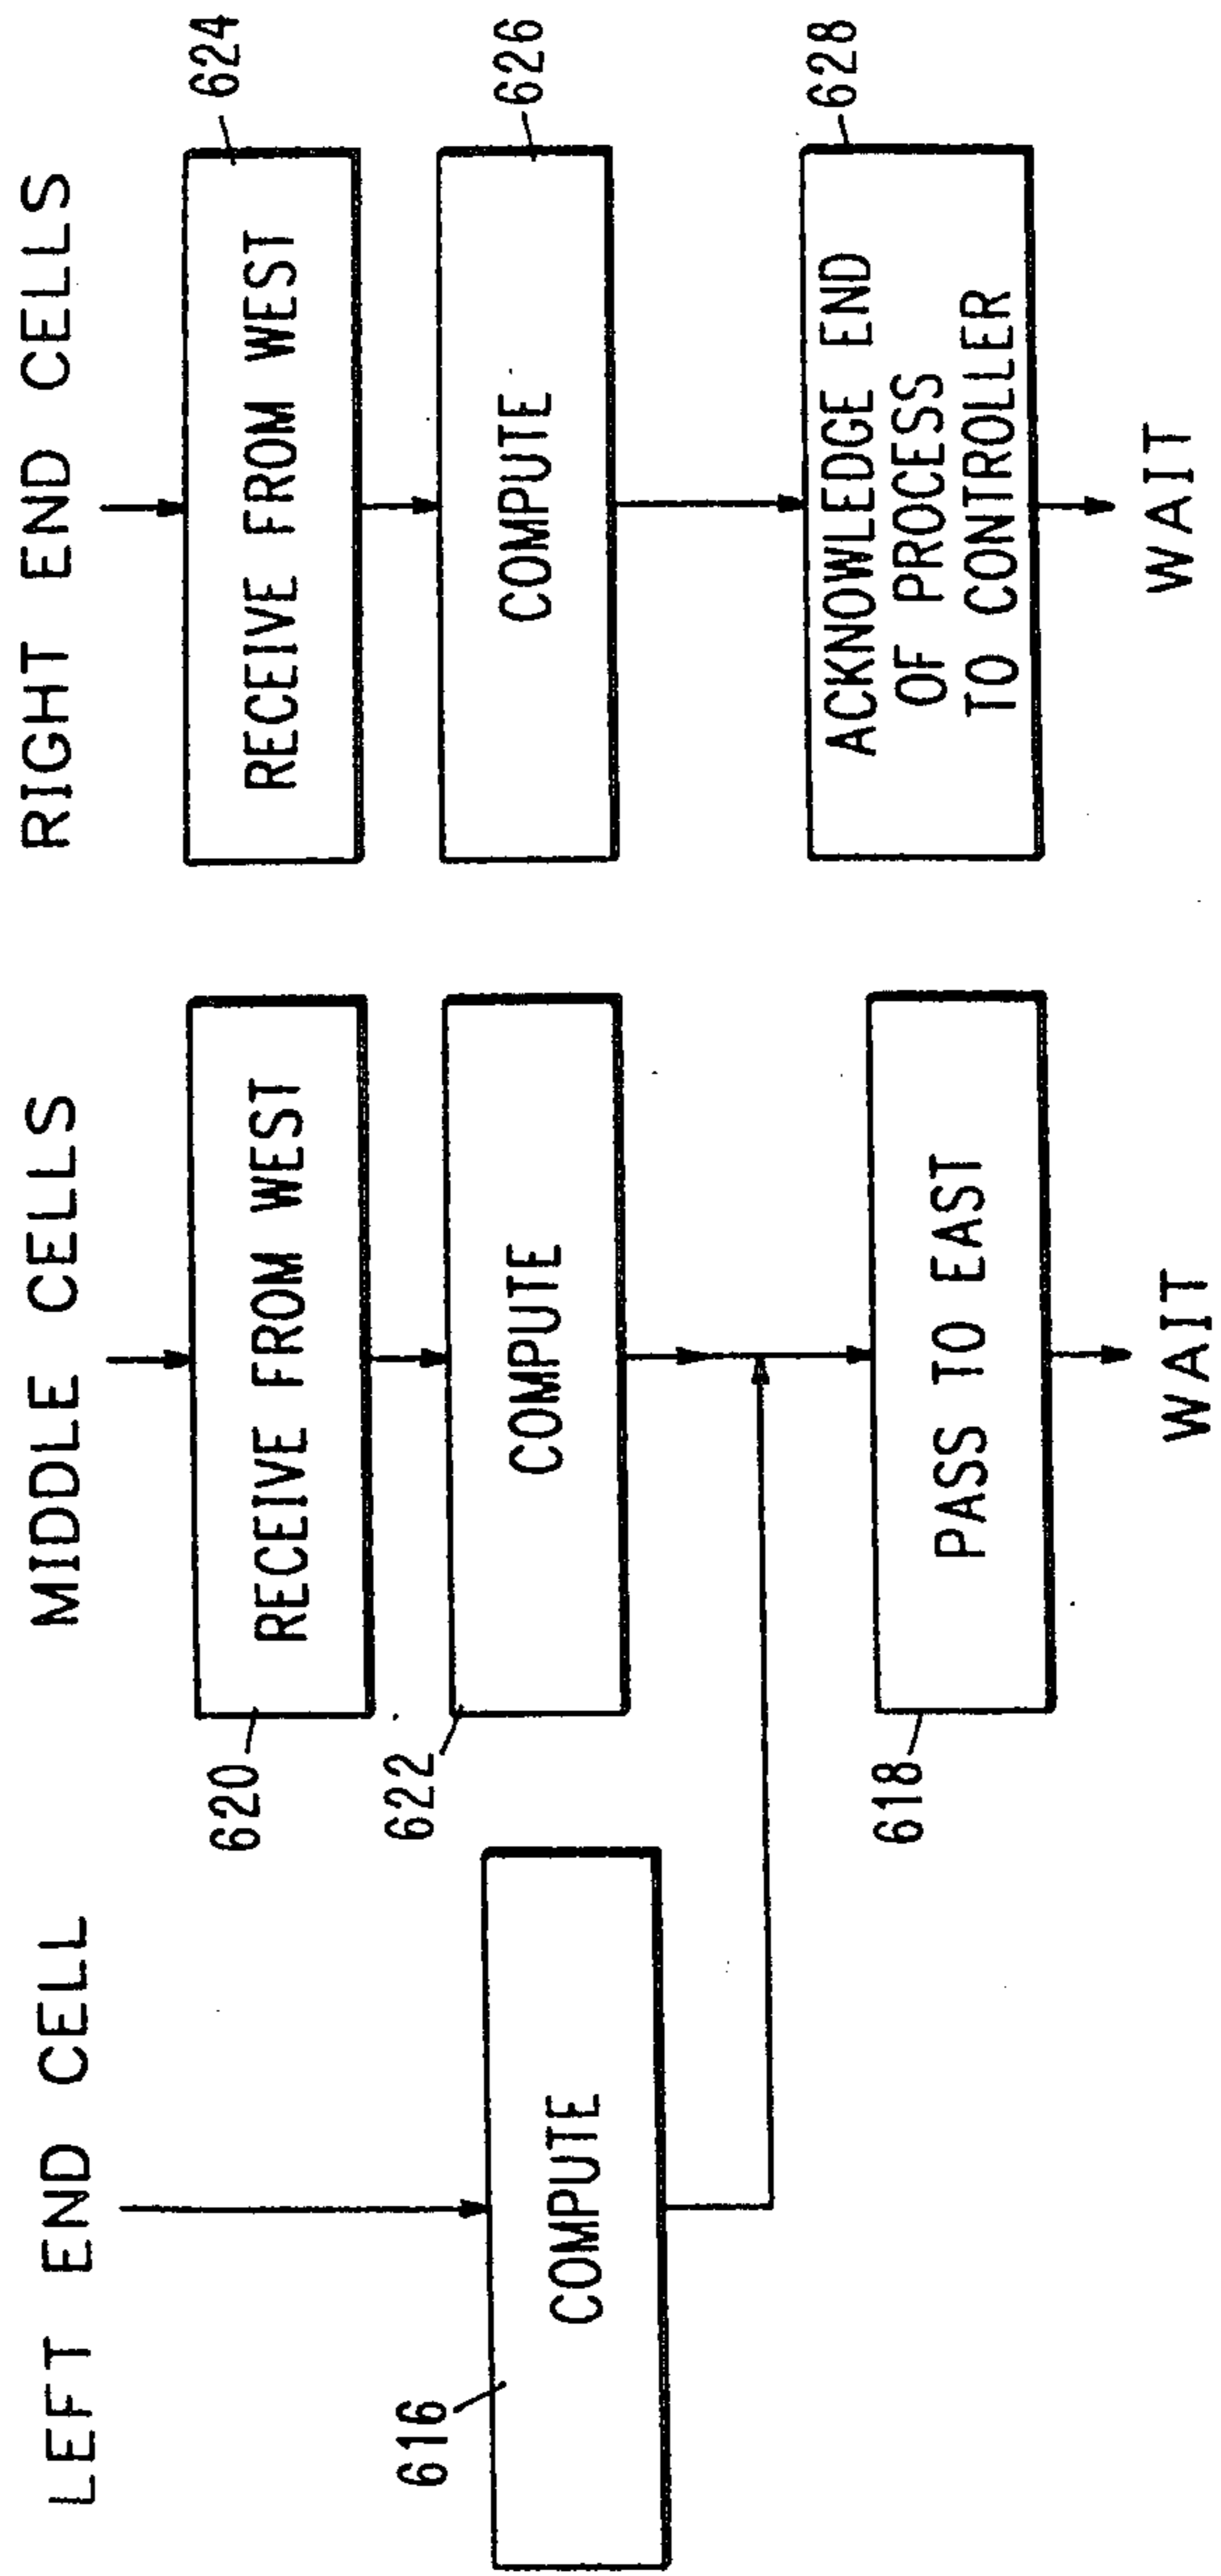 LEFT END CELL
616
COMPUTE
MIDDLE CELLS
620
RECEIVE FROM WEST
622
COMPUTE
618
PASS TO EAST
WAIT
RIGHT END CELLS
624
RECEIVE FROM WEST
626
COMPUTE
628
ACKNOWLEDGE END
OF PROCESS
TO CONTROLLER
WAIT